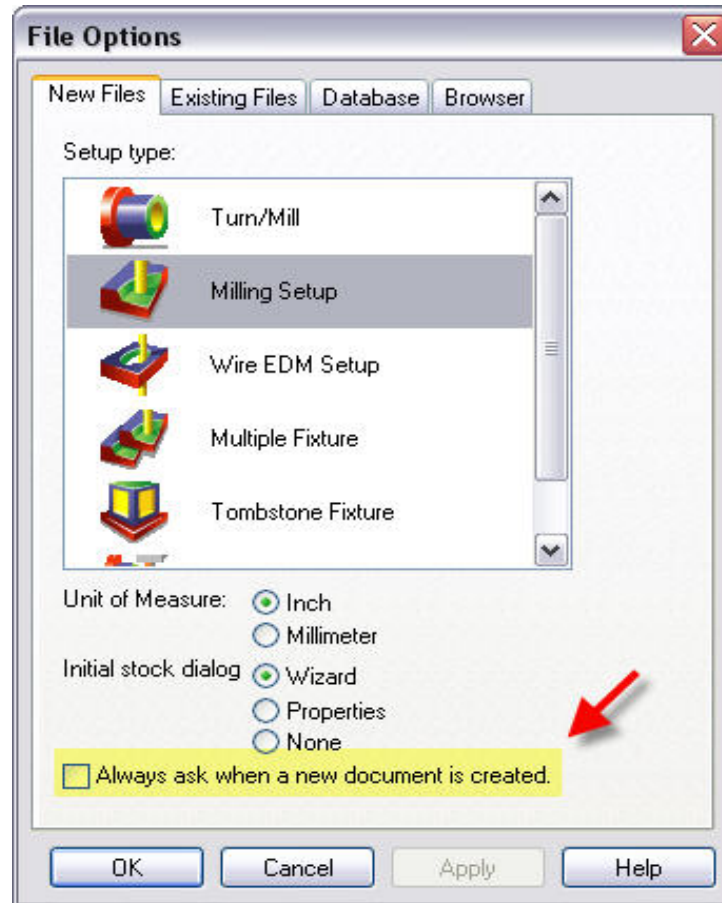 File Options
New Files Existing Files Database Browser
Setup type:
Turn/Mill
Milling Setup
Wire EDM Setup
Multiple Fixture
Tombstone Fixture
Unit of Measure: Inch
Millimeter
Initial stock dialog Wizard
Properties
None
Always ask when a new document is created.
OK Cancel Apply Help